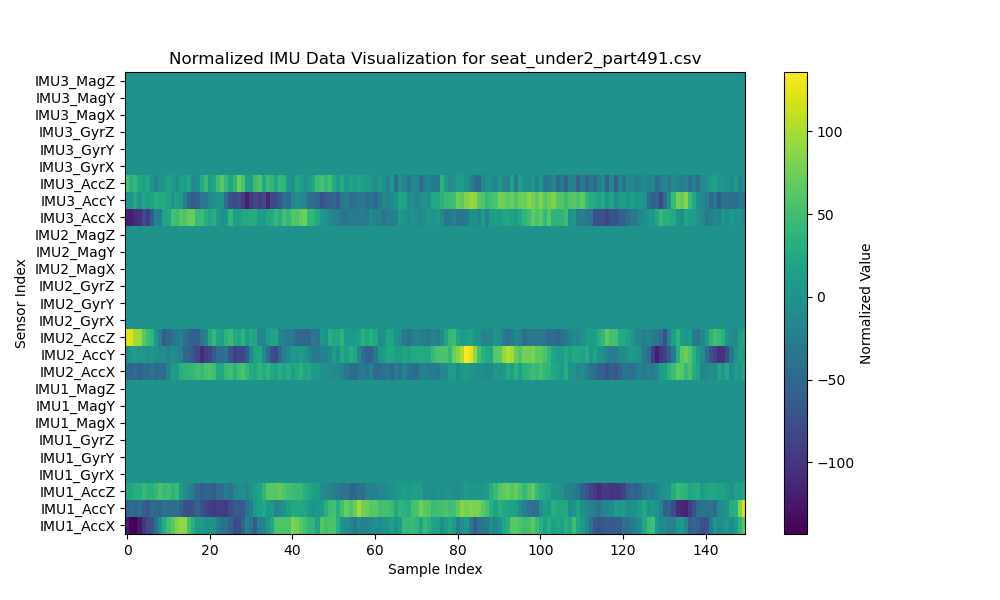 Normalized IMU Data Visualization for seat_under2_part491.csv
IMU3_MagZ
IMU3_MagY
IMU3_MagX
IMU3_GyrZ
IMU3_GyrY
IMU3_GyrX
IMU3_AccZ
IMU3_AccY
IMU3_AccX
IMU2_MagZ
IMU2_MagY
IMU2_MagX
IMU2_GyrZ
IMU2_GyrY
IMU2_GyrX
IMU2_AccZ
IMU2_AccY
IMU2_AccX
IMU1_MagZ
IMU1_MagY
IMU1_MagX
IMU1_GyrZ
IMU1_GyrY
IMU1_GyrX
IMU1_AccZ
IMU1_AccY
IMU1_AccX
Sensor Index
0 20 40 60 80 100 120 140
Sample Index
100
50
0
−50
−100
Normalized Value